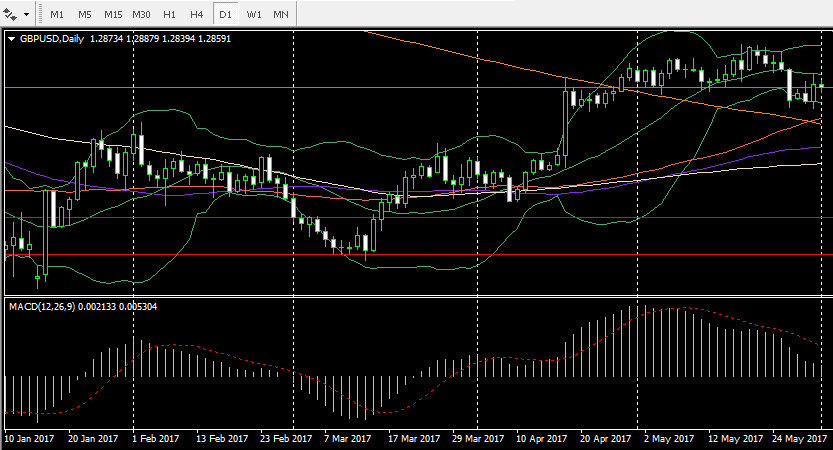 M1 M5 M15 M30 H1 H4 D1 W1 MN
GBPUSD,Daily 1.28734 1.28879 1.28394 1.28591
MACD(12,26,9) 0.002133 0.005304
10 Jan 2017 20 Jan 2017 1 Feb 2017 13 Feb 2017 23 Feb 2017 7 Mar 2017 17 Mar 2017 29 Mar 2017 10 Apr 2017 20 Apr 2017 2 May 2017 12 May 2017 24 May 2017